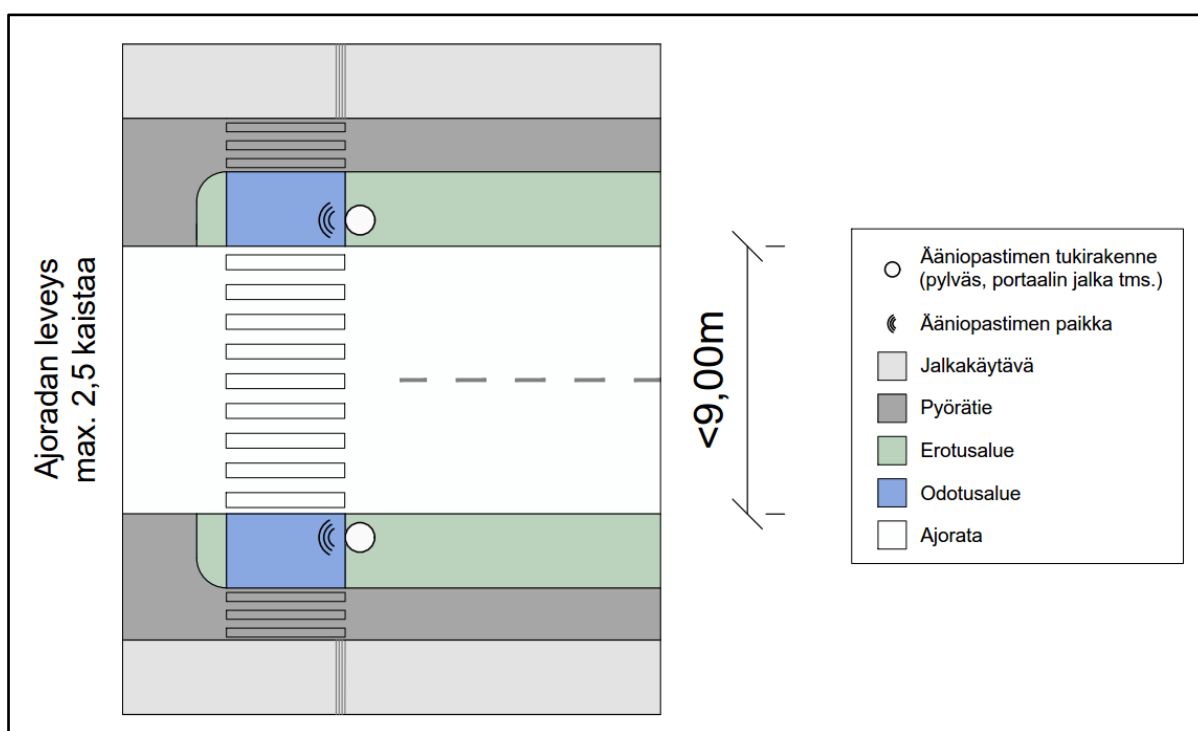 Ajoradan leveys
max. 2,5 kaistaa
<9,00m
Ääniopastimen tukirakenne
(pylväs, portaalin jalka tms.)
Ääniopastimen paikka
Jalkakäytävä
Pyörätie
Erotusalue
Odotusalue
Ajorata